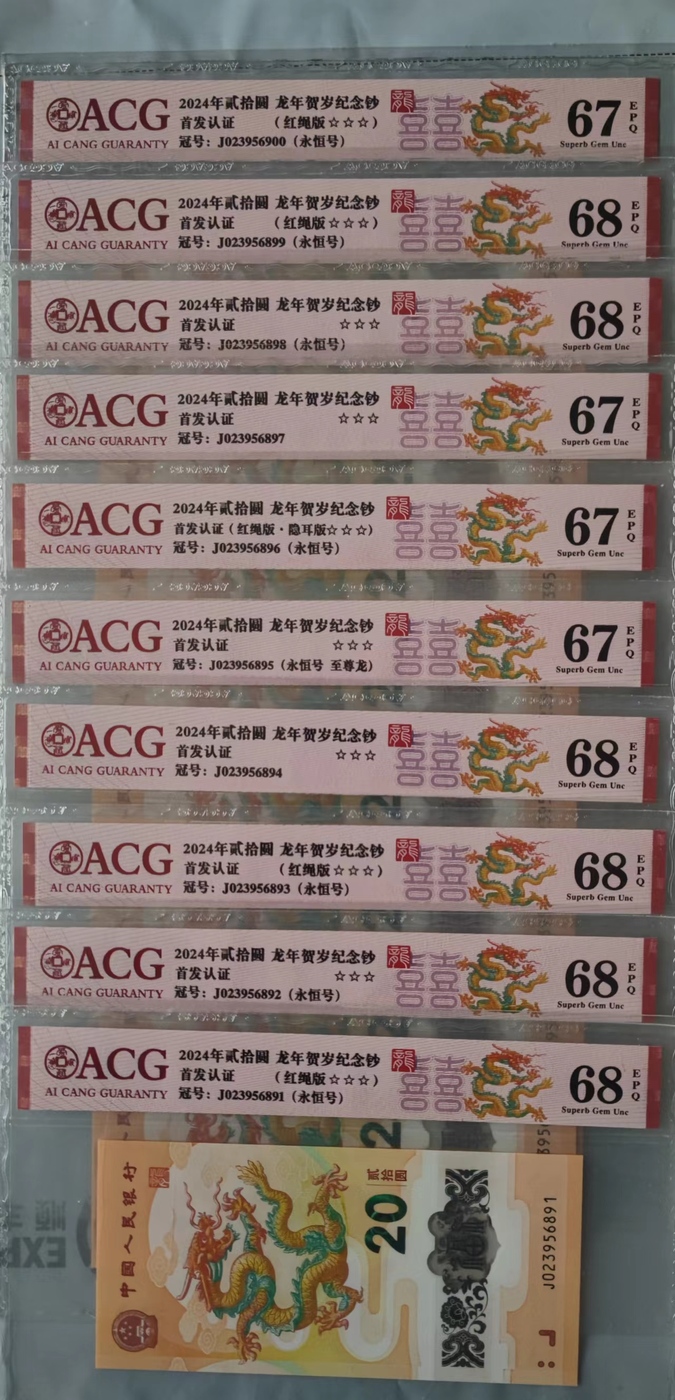 ACG
AI CANG GUARANTY
2024年贰拾圆 龙年贺岁纪念钞
首发认证 （红绳版☆☆☆）
冠号：J023956900（永恒号）
67
EPQ
Superb Gem Unc
ACG
AI CANG GUARANTY
2024年贰拾圆 龙年贺岁纪念钞
首发认证 （红绳版☆☆☆）
冠号：J023956899（永恒号）
68
EPQ
Superb Gem Unc
ACG
AI CANG GUARANTY
2024年贰拾圆 龙年贺岁纪念钞
首发认证 ☆☆☆
冠号：J023956898（永恒号）
68
EPQ
Superb Gem Unc
ACG
AI CANG GUARANTY
2024年贰拾圆 龙年贺岁纪念钞
首发认证 ☆☆☆
冠号：J023956897
67
EPQ
Superb Gem Unc
ACG
AI CANG GUARANTY
2024年贰拾圆 龙年贺岁纪念钞
首发认证（红绳版·隐耳版☆☆☆）
冠号：J023956896（永恒号）
67
EPQ
Superb Gem Unc
ACG
AI CANG GUARANTY
2024年贰拾圆 龙年贺岁纪念钞
首发认证 ☆☆☆
冠号：J023956895（永恒号 至尊龙）
67
EPQ
Superb Gem Unc
ACG
AI CANG GUARANTY
2024年贰拾圆 龙年贺岁纪念钞
首发认证 ☆☆☆
冠号：J023956894
68
EPQ
Superb Gem Unc
ACG
AI CANG GUARANTY
2024年贰拾圆 龙年贺岁纪念钞
首发认证 （红绳版☆☆☆）
冠号：J023956893（永恒号）
68
EPQ
Superb Gem Unc
ACG
AI CANG GUARANTY
2024年贰拾圆 龙年贺岁纪念钞
首发认证 ☆☆☆
冠号：J023956892（永恒号）
68
EPQ
Superb Gem Unc
ACG
AI CANG GUARANTY
2024年贰拾圆 龙年贺岁纪念钞
首发认证 （红绳版☆☆☆）
冠号：J023956891（永恒号）
68
EPQ
Superb Gem Unc
中国人民银行
贰拾圆
20
J023956891
EXP